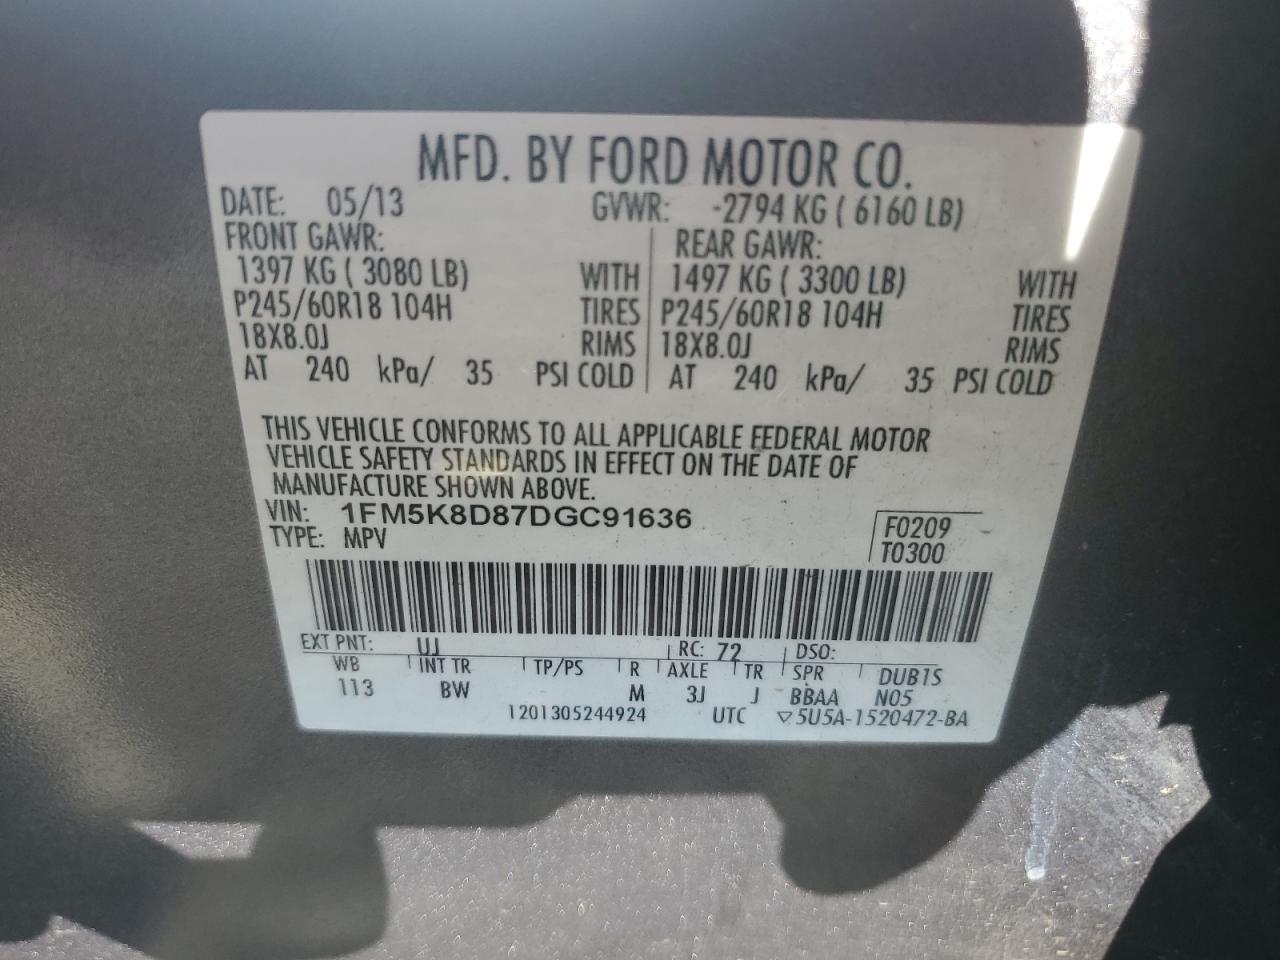 MFD. BY FORD MOTOR CO.
DATE: 05/13 GVWR: -2794 KG ( 6160 LB)
FRONT GAWR: REAR GAWR:
1397 KG ( 3080 LB) WITH 1497 KG ( 3300 LB) WITH
P245/60R18 104H TIRES P245/60R18 104H TIRES
18X8.0J RIMS 18X8.0J RIMS
AT 240 kPa/ 35 PSI COLD AT 240 kPa/ 35 PSI COLD
THIS VEHICLE CONFORMS TO ALL APPLICABLE FEDERAL MOTOR
VEHICLE SAFETY STANDARDS IN EFFECT ON THE DATE OF
MANUFACTURE SHOWN ABOVE.
VIN: 1FM5K8D87DGC91636
TYPE: MPV
F0209
T0300
EXT PNT: UJ RC: 72 DSO:
WB INT TR TP/PS R AXLE TR SPR DUB1S
113 BW M 3J J BBAA N05
1201305244924 UTC ▽5U5A-1520472-BA